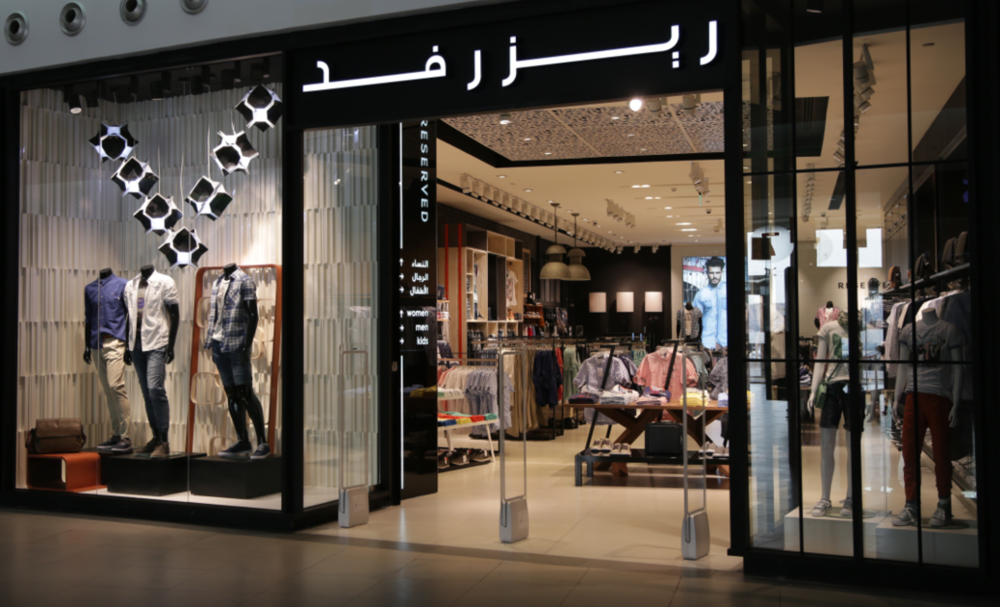 ريزرفد
RESERVED
النساء
الرجال
الأطفال
women
men
kids